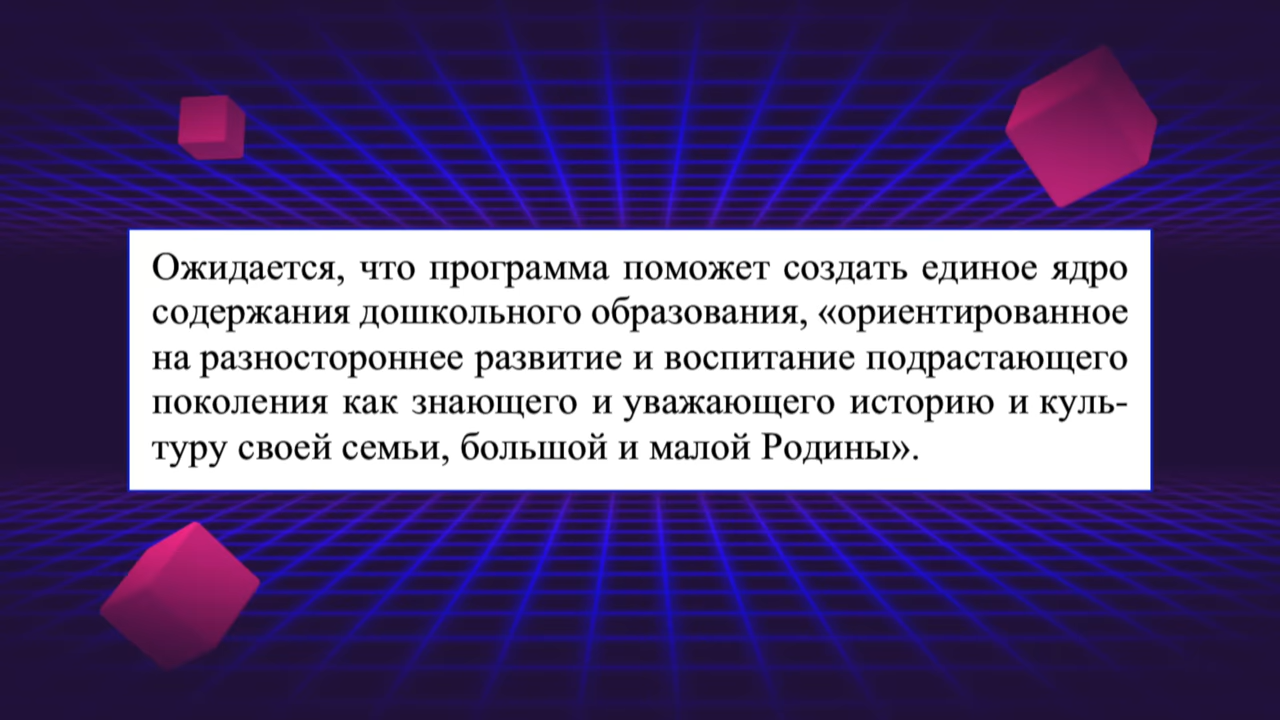 Ожидается, что программа поможет создать единое ядро
содержания дошкольного образования, «ориентированное
на разностороннее развитие и воспитание подрастающего
поколения как знающего и уважающего историю и куль-
туру своей семьи, большой и малой Родины».